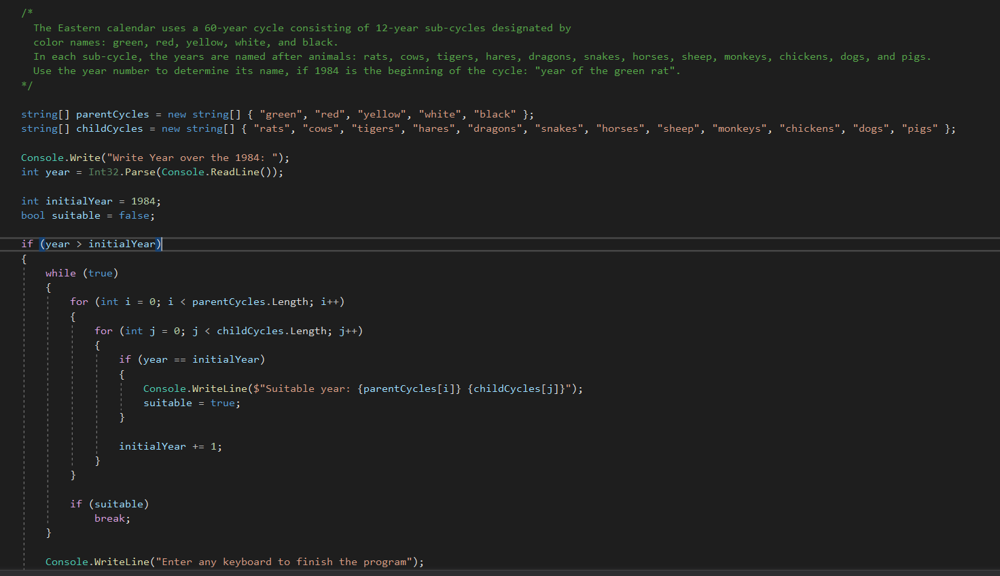 /*
The Eastern calendar uses a 60-year cycle consisting of 12-year sub-cycles designated by
color names: green, red, yellow, white, and black.
In each sub-cycle, the years are named after animals: rats, cows, tigers, hares, dragons, snakes, horses, sheep, monkeys, chickens, dogs, and pigs.
Use the year number to determine its name, if 1984 is the beginning of the cycle: "year of the green rat".
*/
string[] parentCycles = new string[] { "green", "red", "yellow", "white", "black" };
string[] childCycles = new string[] { "rats", "cows", "tigers", "hares", "dragons", "snakes", "horses", "sheep", "monkeys", "chickens", "dogs", "pigs" };
Console.Write("Write Year over the 1984: ");
int year = Int32.Parse(Console.ReadLine());
int initialYear = 1984;
bool suitable = false;
if (year > initialYear)
{
while (true)
{
for (int i = 0; i < parentCycles.Length; i++)
{
for (int j = 0; j < childCycles.Length; j++)
{
if (year == initialYear)
{
Console.WriteLine($"Suitable year: {parentCycles[i]} {childCycles[j]}");
suitable = true;
}
initialYear += 1;
}
}
if (suitable)
break;
}
Console.WriteLine("Enter any keyboard to finish the program");